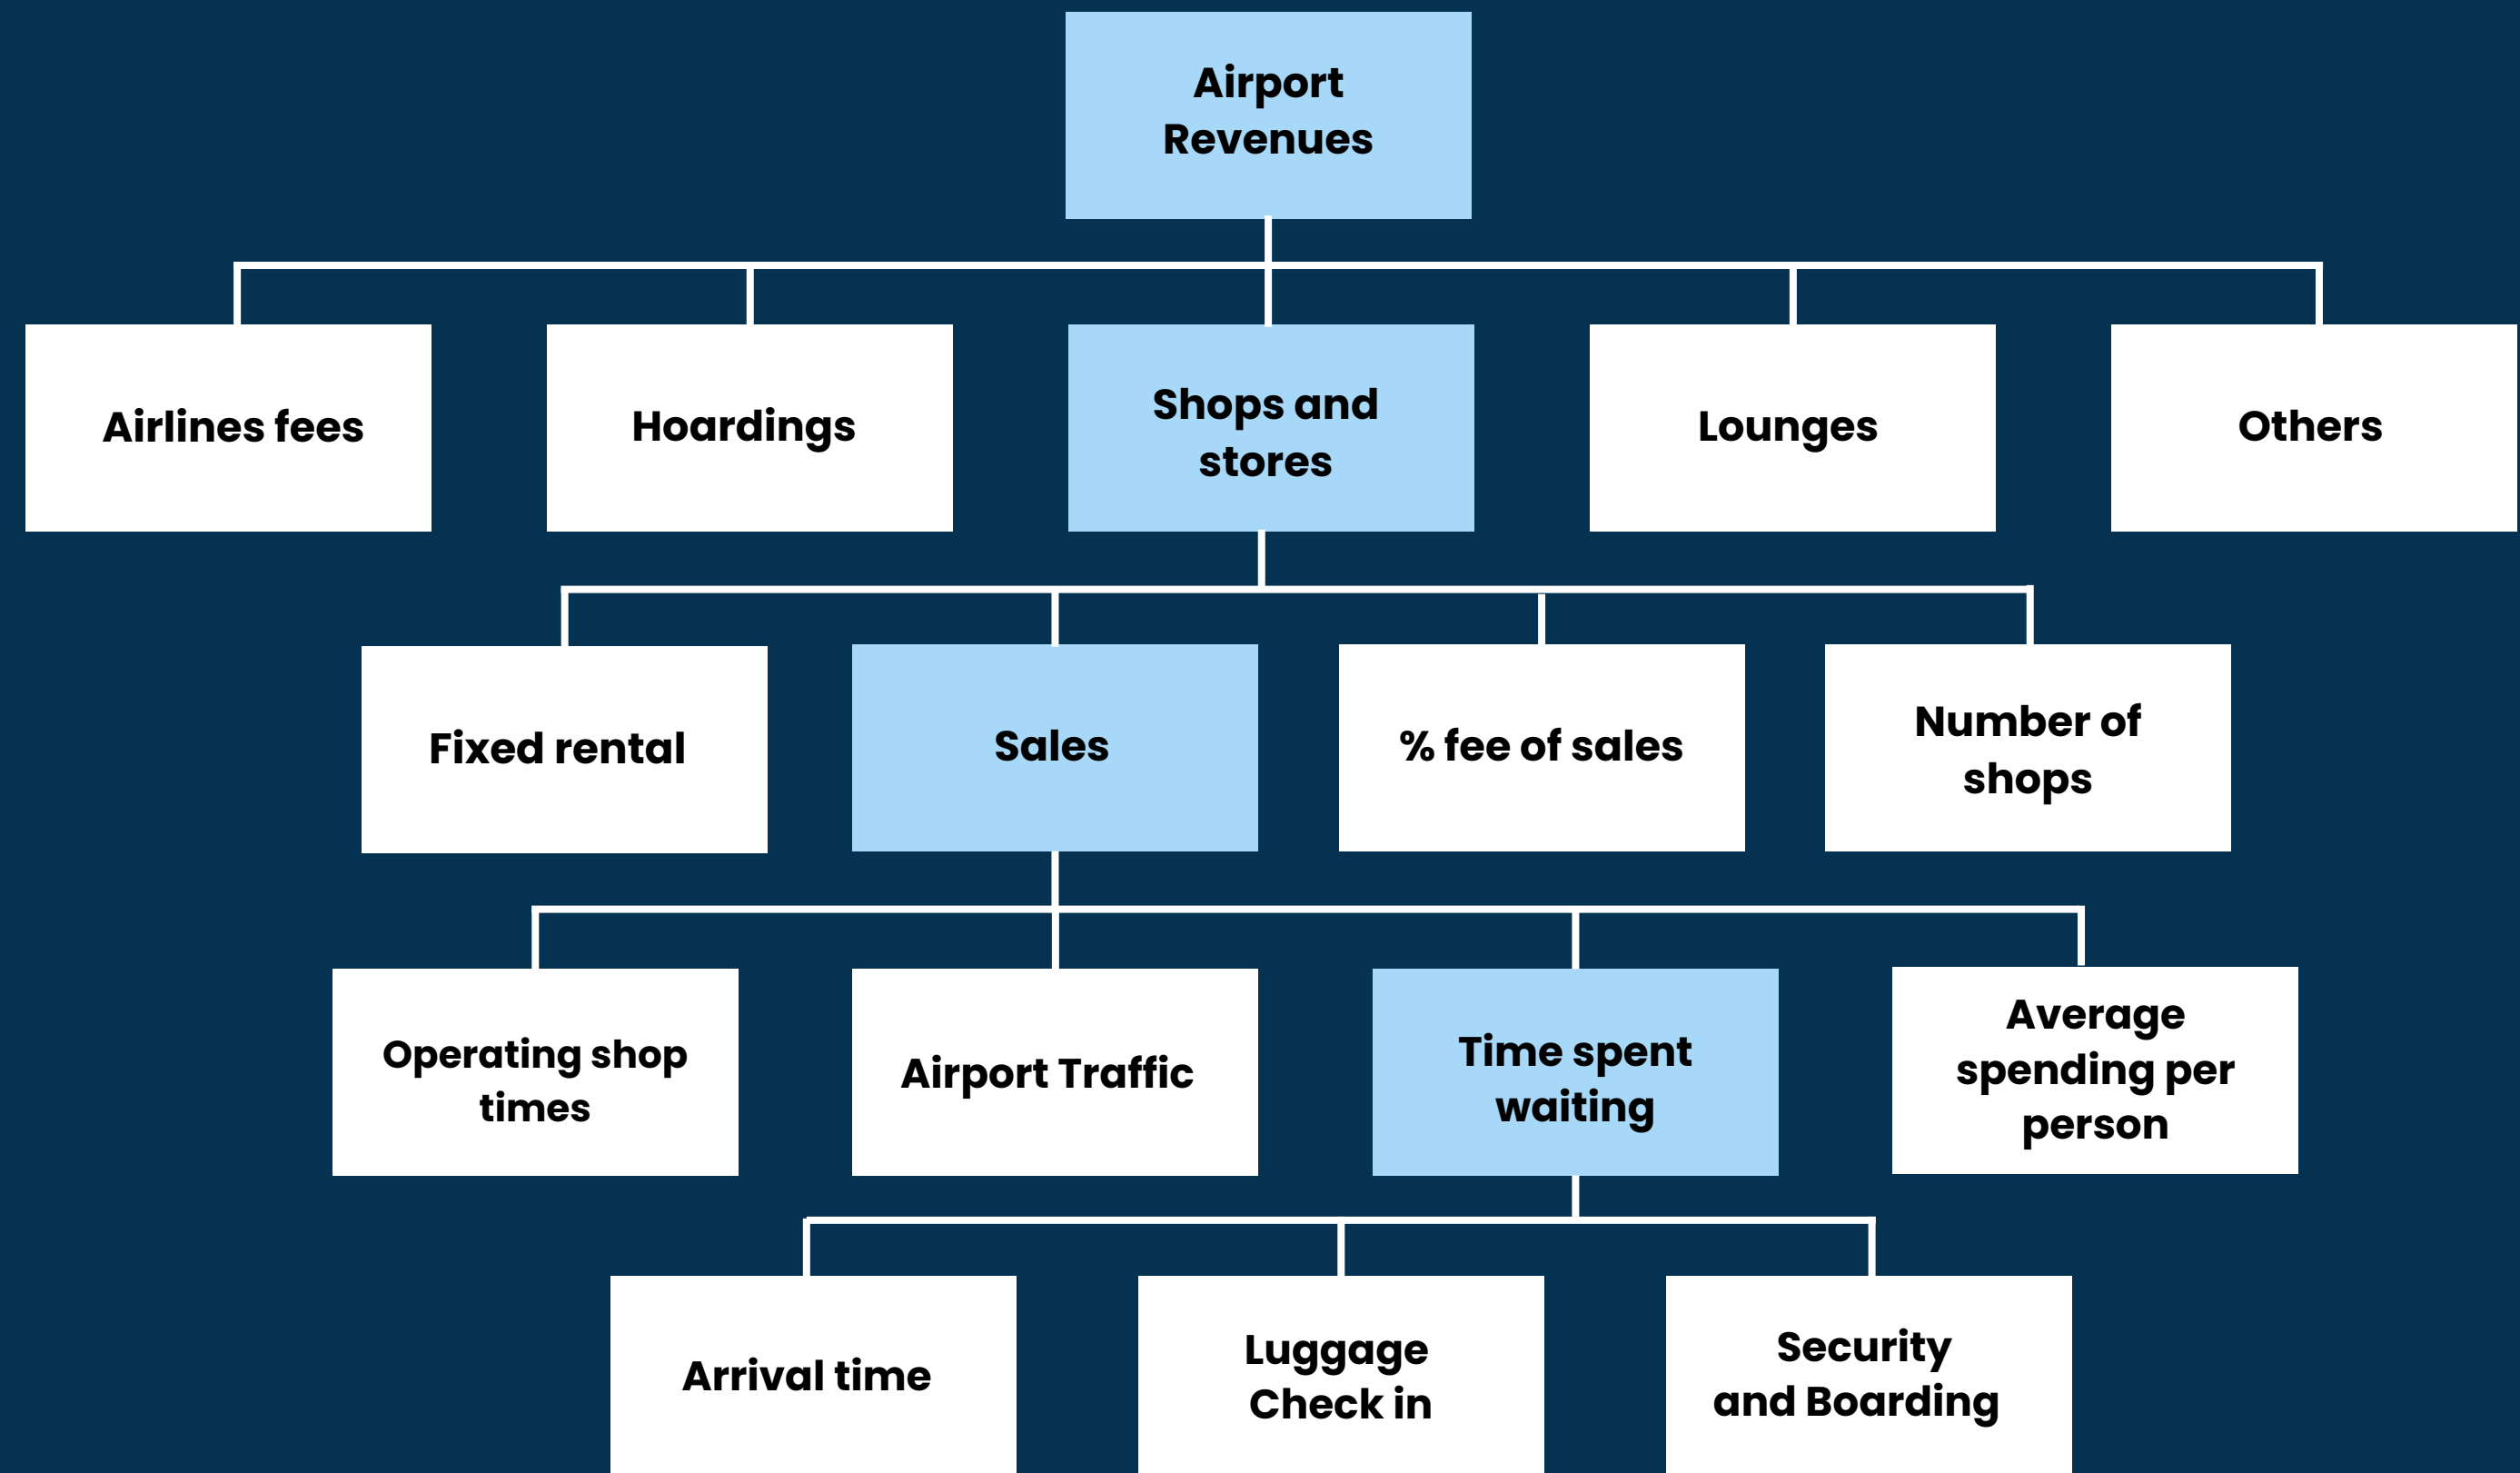 Airport
Revenues
Airlines fees
Hoardings
Shops and
stores
Lounges
Others
Fixed rental
Sales
% fee of sales
Number of
shops
Operating shop
times
Airport Traffic
Time spent
waiting
Average
spending per
person
Arrival time
Luggage
Check in
Security
and Boarding